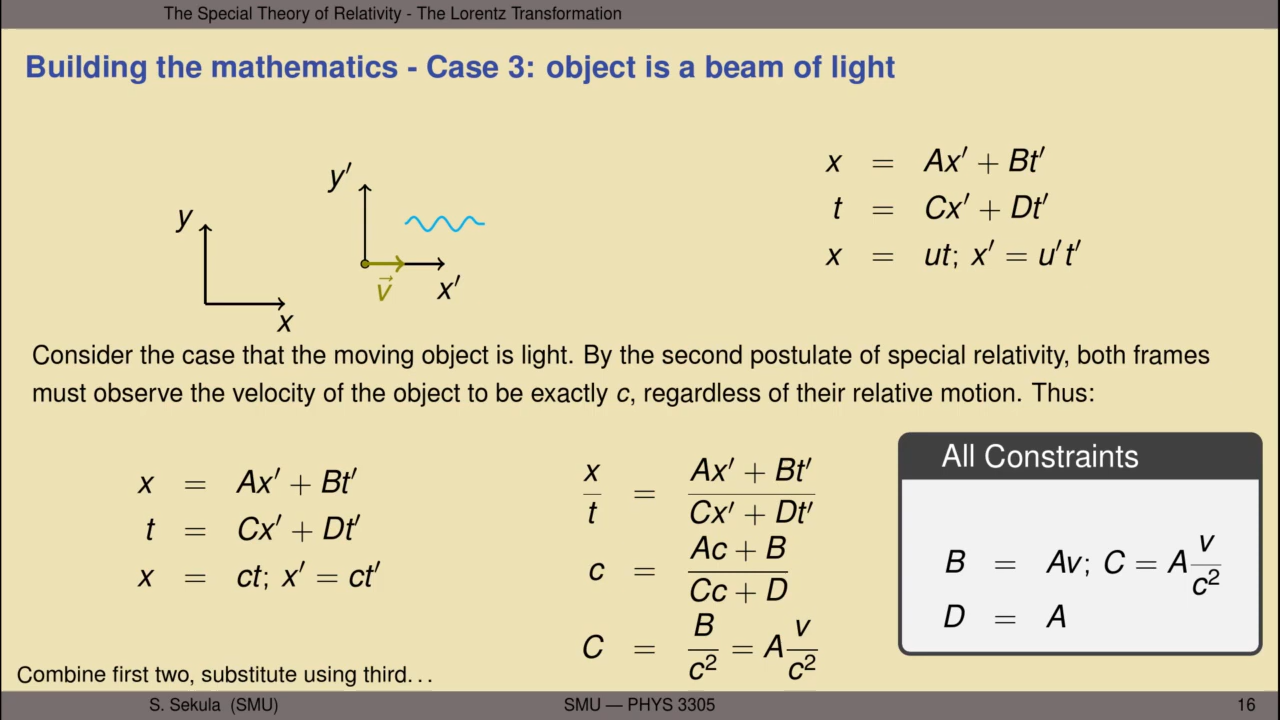 The Special Theory of Relativity - The Lorentz Transformation
Building the mathematics - Case 3: object is a beam of light
y
x
y′
v⃗
x′
x = Ax′ + Bt′
t = Cx′ + Dt′
x = ut; x′ = u′t′
Consider the case that the moving object is light. By the second postulate of special relativity, both frames
must observe the velocity of the object to be exactly c, regardless of their relative motion. Thus:
x = Ax′ + Bt′
t = Cx′ + Dt′
x = ct; x′ = ct′
Combine first two, substitute using third...
x/t = (Ax′ + Bt′)/(Cx′ + Dt′)
c = (Ac + B)/(Cc + D)
C = B/c² = A v/c²
All Constraints
B = Av; C = A v/c²
D = A
S. Sekula (SMU)
SMU — PHYS 3305
16